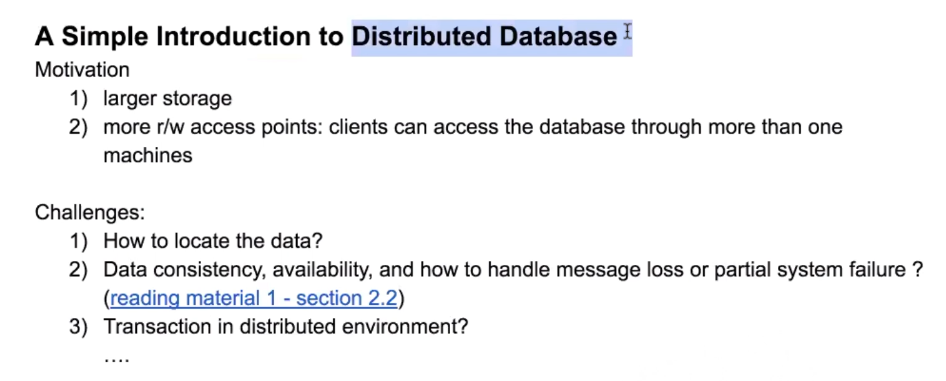 A Simple Introduction to Distributed Database
Motivation
1) larger storage
2) more r/w access points: clients can access the database through more than one
machines
Challenges:
1) How to locate the data?
2) Data consistency, availability, and how to handle message loss or partial system failure ?
(reading material 1 - section 2.2)
3) Transaction in distributed environment?
....